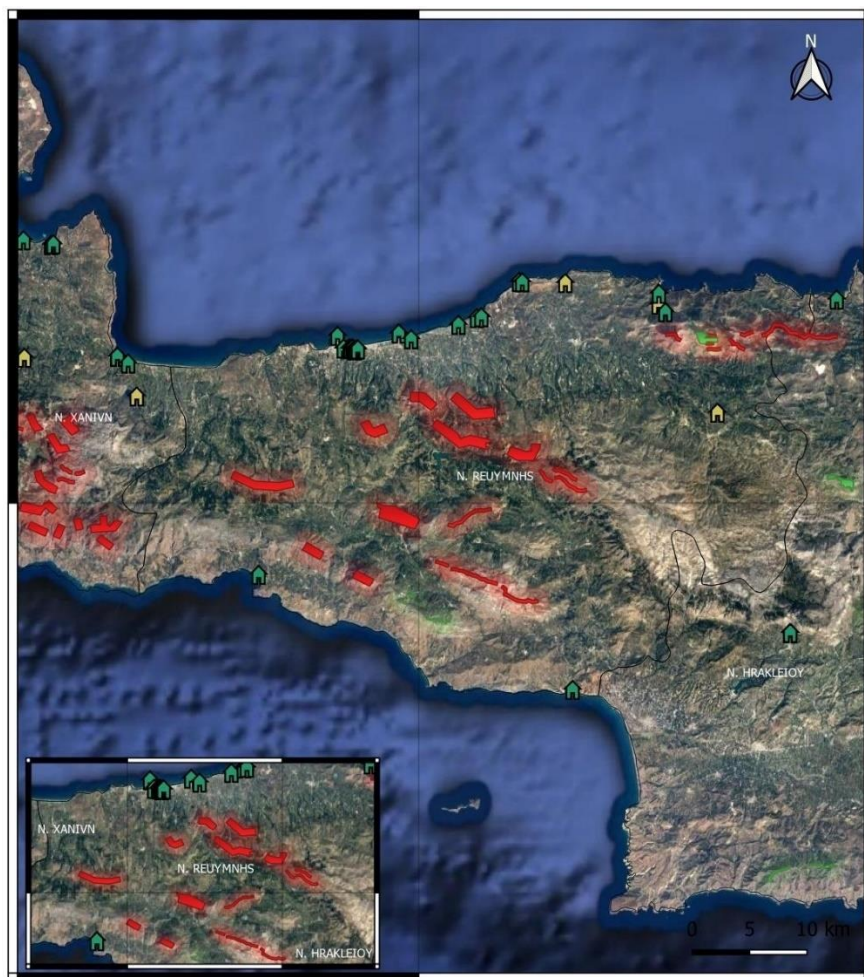 N
N. XANIVN
N. REUYMNHS
N. HRAKLEIOY
N. XANIVN
N. REUYMNHS
N. HRAKLEIOY
0 5 10 km